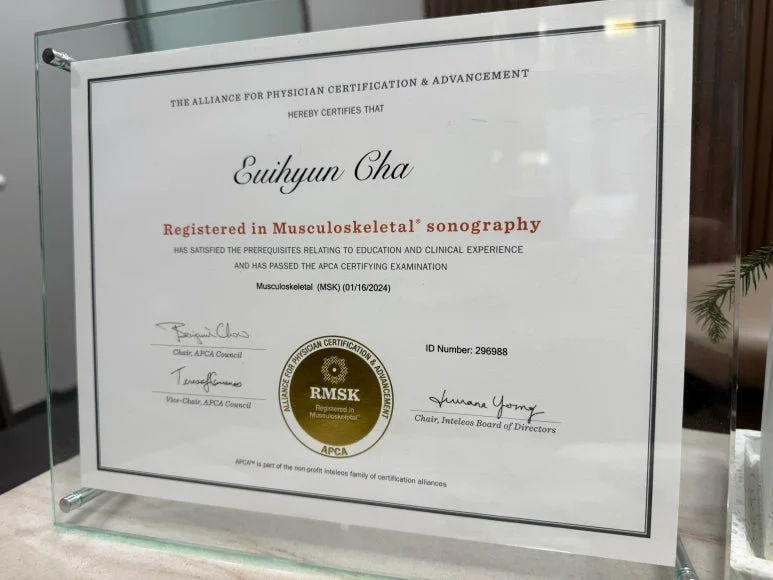 THE ALLIANCE FOR PHYSICIAN CERTIFICATION & ADVANCEMENT
HEREBY CERTIFIES THAT
Euihyun Cha
Registered in Musculoskeletal® sonography
HAS SATISFIED THE PREREQUISITES RELATING TO EDUCATION AND CLINICAL EXPERIENCE
AND HAS PASSED THE APCA CERTIFYING EXAMINATION
Musculoskeletal (MSK) (01/16/2024)
Chair, APCA Council
Vice-Chair, APCA Council
ALLIANCE FOR PHYSICIAN CERTIFICATION & ADVANCEMENT
RMSK
Registered in
Musculoskeletal™
APCA
ID Number: 296988
Chair, Inteleos Board of Directors
APCA™ is part of the non-profit Inteleos family of certification alliances